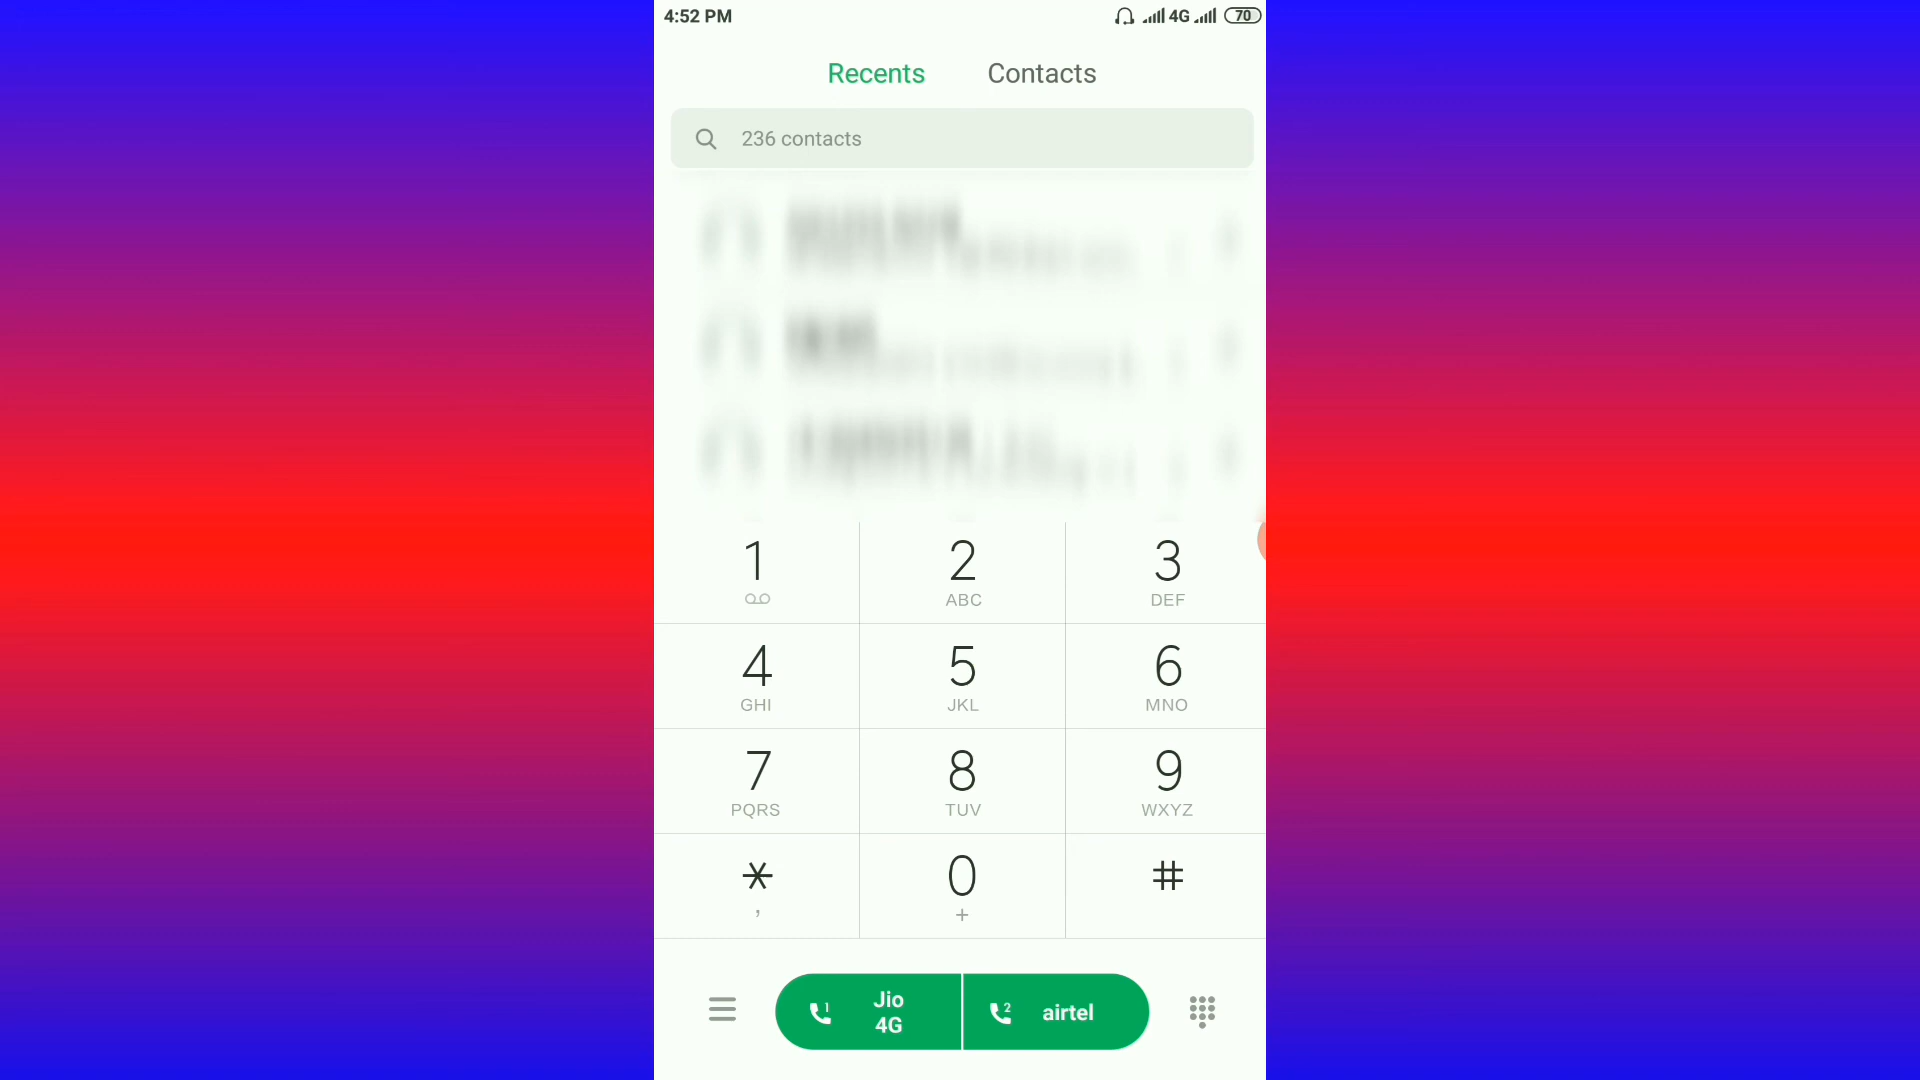 4:52 PM 4G 70
Recents Contacts
236 contacts
1 2 3
ABC DEF
4 5 6
GHI JKL MNO
7 8 9
PQRS TUV WXYZ
* 0 #
, +
1 Jio 4G 2 airtel